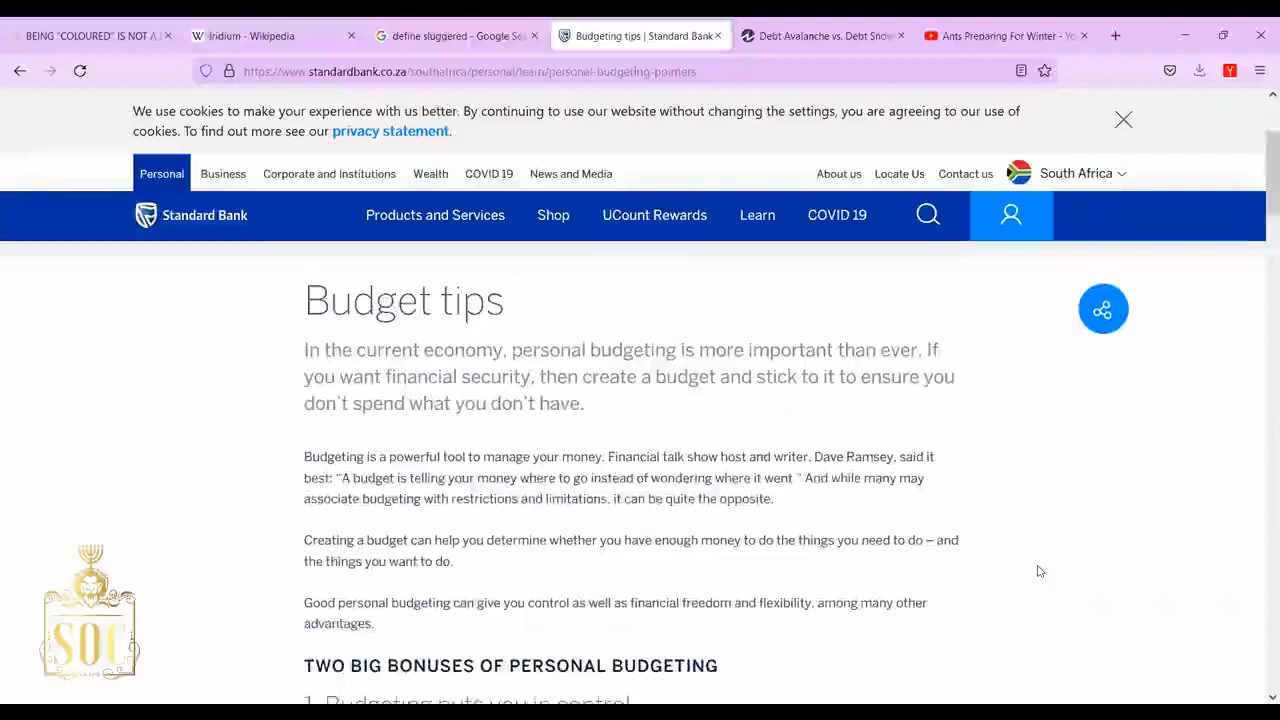 BEING "COLOURED" IS NOT A
Iridium - Wikipedia
define sluggered - Google Se
Budgeting tips | Standard Bank
Debt Avalanche vs. Debt Snow
Ants Preparing For Winter - Yo
https://www.standardbank.co.za/southafrica/personal/learn/personal-budgeting-pointers
We use cookies to make your experience with us better. By continuing to use our website without changing the settings, you are agreeing to our use of
cookies. To find out more see our privacy statement.
Personal Business Corporate and Institutions Wealth COVID 19 News and Media About us Locate Us Contact us South Africa
Standard Bank Products and Services Shop UCount Rewards Learn COVID 19
Budget tips
In the current economy, personal budgeting is more important than ever. If
you want financial security, then create a budget and stick to it to ensure you
don't spend what you don't have.
Budgeting is a powerful tool to manage your money. Financial talk show host and writer, Dave Ramsey, said it
best: "A budget is telling your money where to go instead of wondering where it went." And while many may
associate budgeting with restrictions and limitations, it can be quite the opposite.
Creating a budget can help you determine whether you have enough money to do the things you need to do – and
the things you want to do.
Good personal budgeting can give you control as well as financial freedom and flexibility, among many other
advantages.
TWO BIG BONUSES OF PERSONAL BUDGETING
1. Budgeting puts you in control
SOC